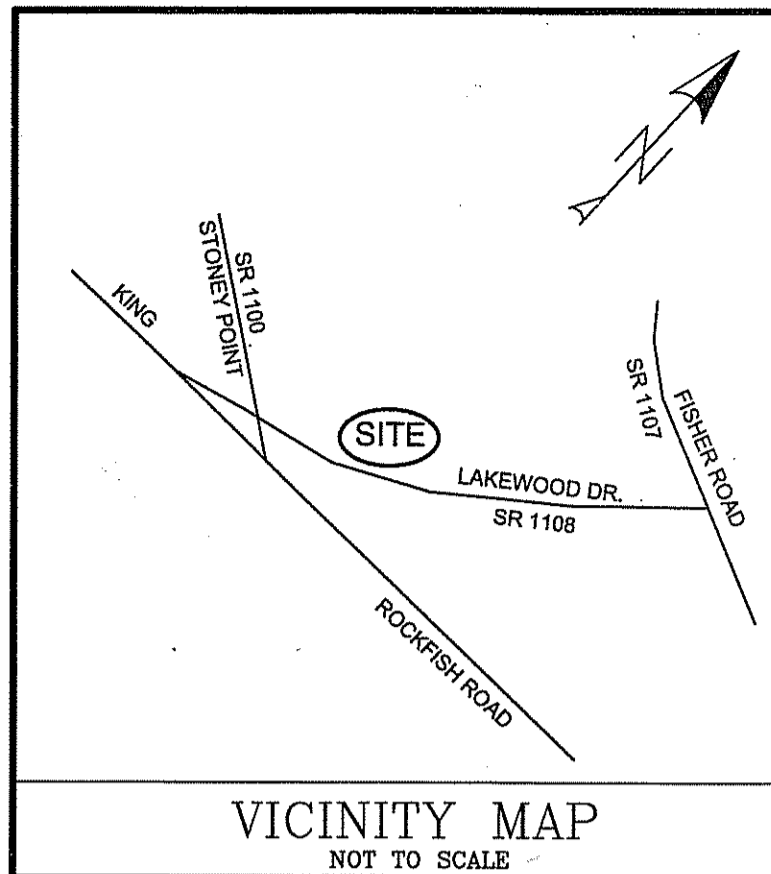 N
KING
SR 1100
STONEY POINT
SITE
SR 1107
FISHER ROAD
LAKEWOOD DR.
SR 1108
ROCKFISH ROAD
VICINITY MAP
NOT TO SCALE